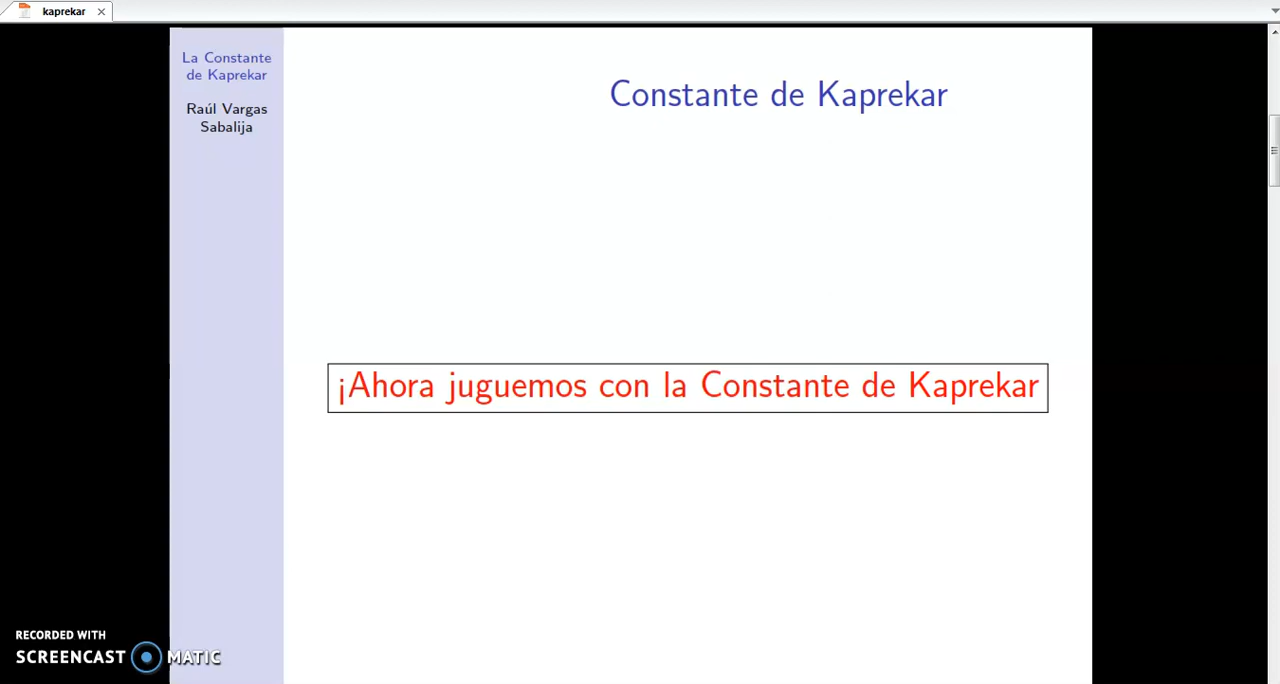 kaprekar
La Constante
de Kaprekar
Raúl Vargas
Sabalija
Constante de Kaprekar
¡Ahora juguemos con la Constante de Kaprekar
RECORDED WITH
SCREENCAST MATIC